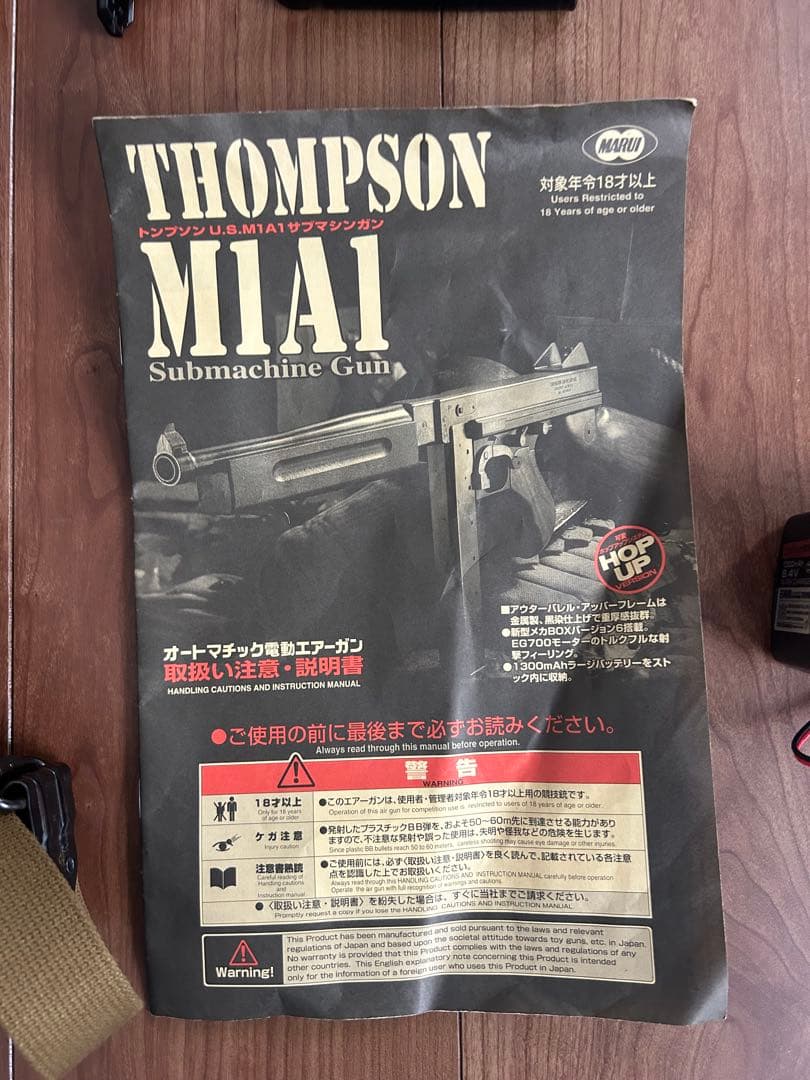 THOMPSON
トンプソン U.S.M1A1サブマシンガン
M1A1
Submachine Gun
MARUI
対象年令18才以上
Users Restricted to
18 Years of age or older
HOP
UP
VERSION
■アウターバレル・アッパーフレームは
金属製、黒染仕上げで重厚感抜群。
●新型メカBOXバージョン6搭載。
EG700モーターのトルクフルな射
撃フィーリング。
●1300mAhラージバッテリーをスト
ック内に収納。
オートマチック電動エアーガン
取扱い注意・説明書
HANDLING CAUTIONS AND INSTRUCTION MANUAL
●ご使用の前に最後まで必ずお読みください。
Always read through this manual before operation.
警告
WARNING
18才以上
Only for 18 years
of age or older
●このエアーガンは、使用者・管理者対象年令18才以上用の競技銃です。
Operation of this air gun for competition use is restricted to users of 18 years of age or older.
ケガ注意
Injury caution
●発射したプラスチックBB弾を、およそ50〜60m先に到達させる能力があり
ますので、不注意な発射や誤った使用は、失明や怪我などの危険を生じます。
Since plastic BB bullets reach 50 to 60 meters, careless shooting may cause eye damage or other injuries.
注意書熟読
Careful reading of
Handling cautions
and
Instruction manual
●ご使用前には、必ず〈取扱い注意・説明書〉を良く読んで、記載されている各注意
点を認識した上でお取扱いください。
Always read through this HANDLING CAUTIONS AND INSTRUCTION MANUAL carefully before operation
Operate the air gun with full recognition of warnings and cautions.
●〈取扱い注意・説明書〉を紛失した場合は、すぐに当社までご請求ください。
Promptly request a copy if you lose the HANDLING CAUTIONS AND INSTRUCTION MANUAL
Warning!
This Product has been manufactured and sold pursuant to the laws and relevant
regulations of Japan and based upon the societal attitude towards toy guns, etc. in Japan.
No warranty is provided that this Product complies with the laws and regulations of any
other countries. This English explanatory note concerning this Product is intended
only for the information of a foreign user who uses this Product in Japan.
8.4V